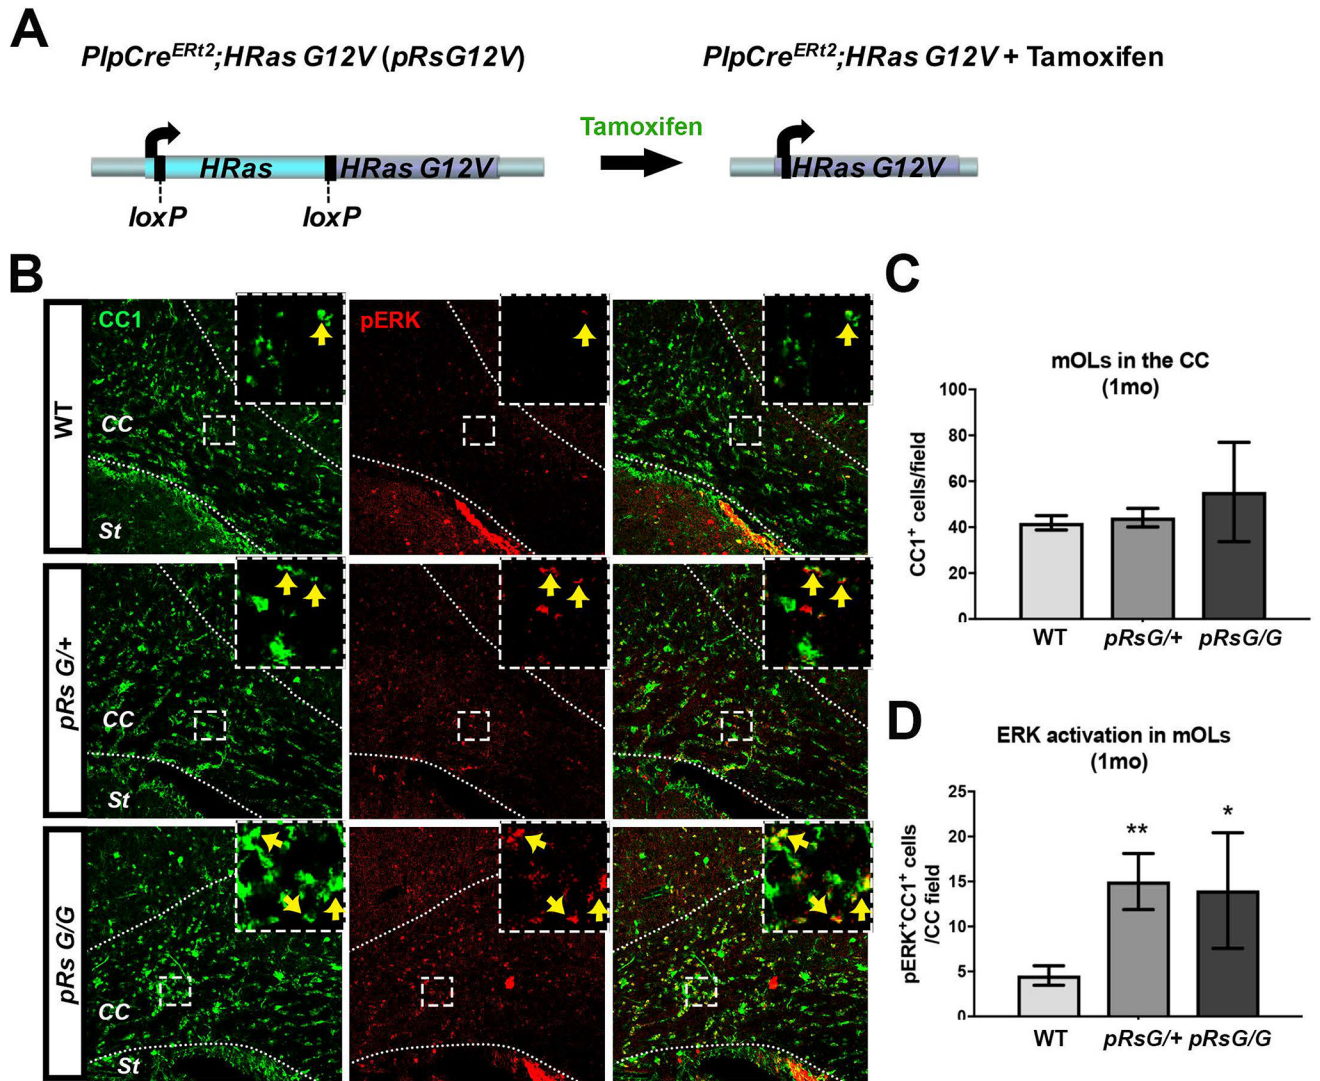 A
PlpCreERt2;HRas G12V (pRsG12V)
PlpCreERt2;HRas G12V + Tamoxifen
Tamoxifen
HRas
HRas G12V
HRas G12V
loxP
loxP
B
WT
CC1
pERK
CC
St
pRs G/+
CC
St
pRs G/G
CC
St
C
mOLs in the CC
(1mo)
CC1+ cells/field
100
80
60
40
20
0
WT
pRsG/+
pRsG/G
D
ERK activation in mOLs
(1mo)
pERK+CC1+ cells
/CC field
25
20
15
10
5
0
**
*
WT
pRsG/+
pRsG/G